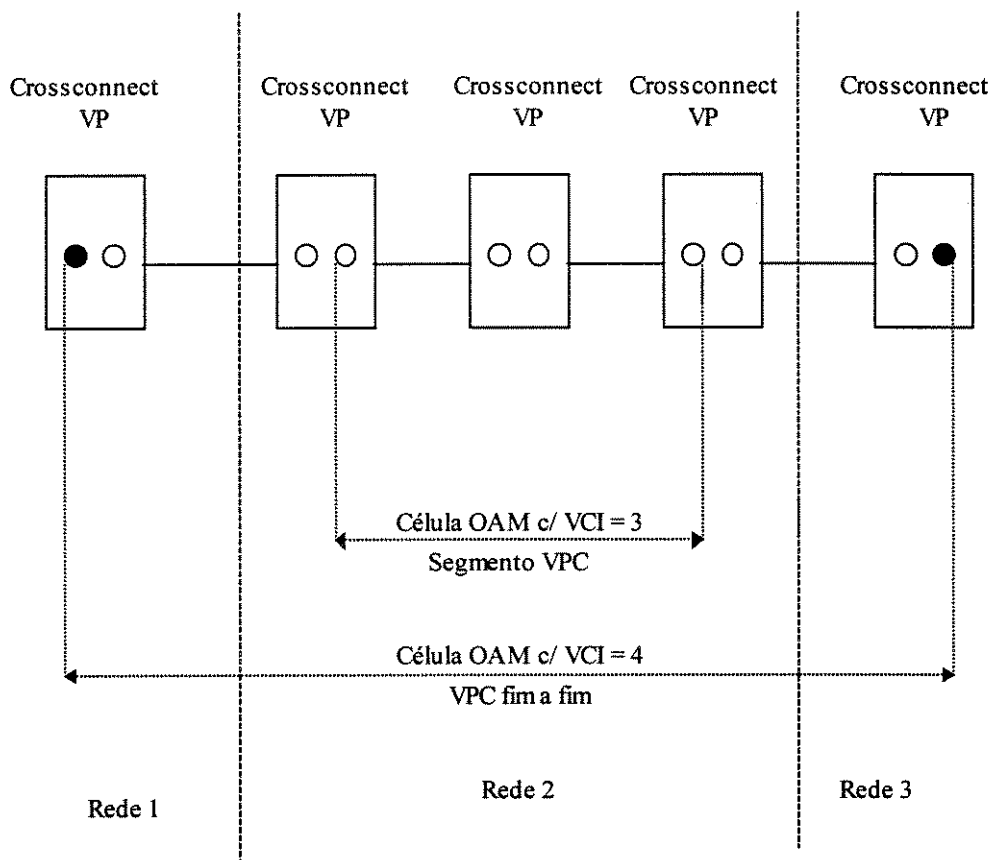 Crossconnect
VP
Crossconnect
VP
Crossconnect
VP
Crossconnect
VP
Crossconnect
VP
Célula OAM c/ VCI = 3
Segmento VPC
Célula OAM c/ VCI = 4
VPC fim a fim
Rede 1
Rede 2
Rede 3